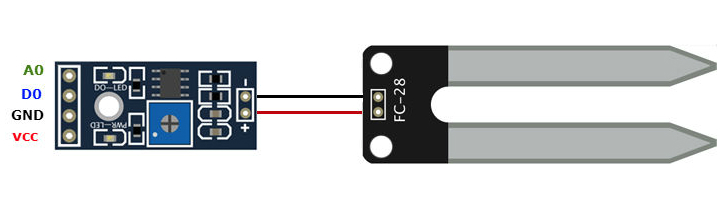 A0
D0
GND
vcc
DO—LED
PWR—LED
-
+
FC-28